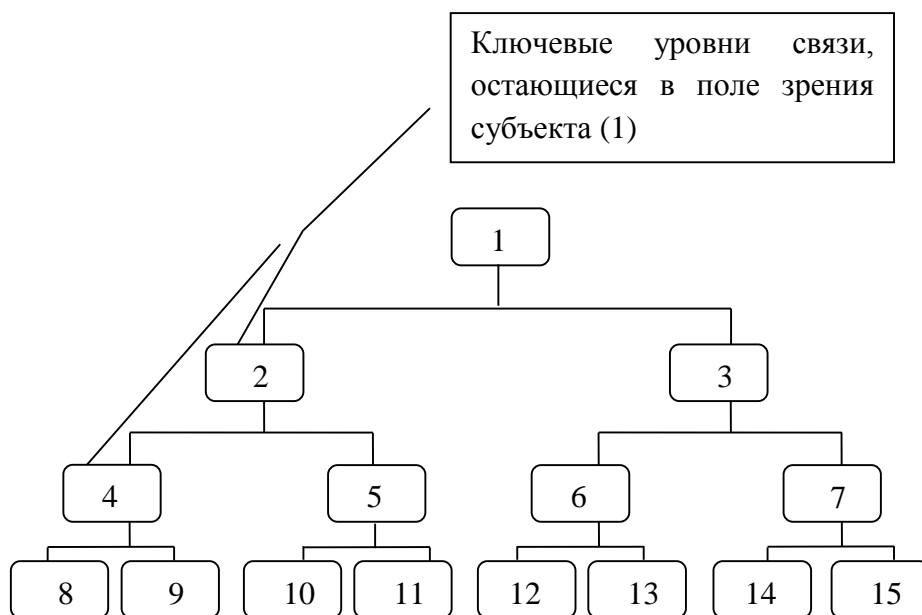 Ключевые уровни связи,
остающиеся в поле зрения
субъекта (1)
1
2 3
4 5 6 7
8 9 10 11 12 13 14 15